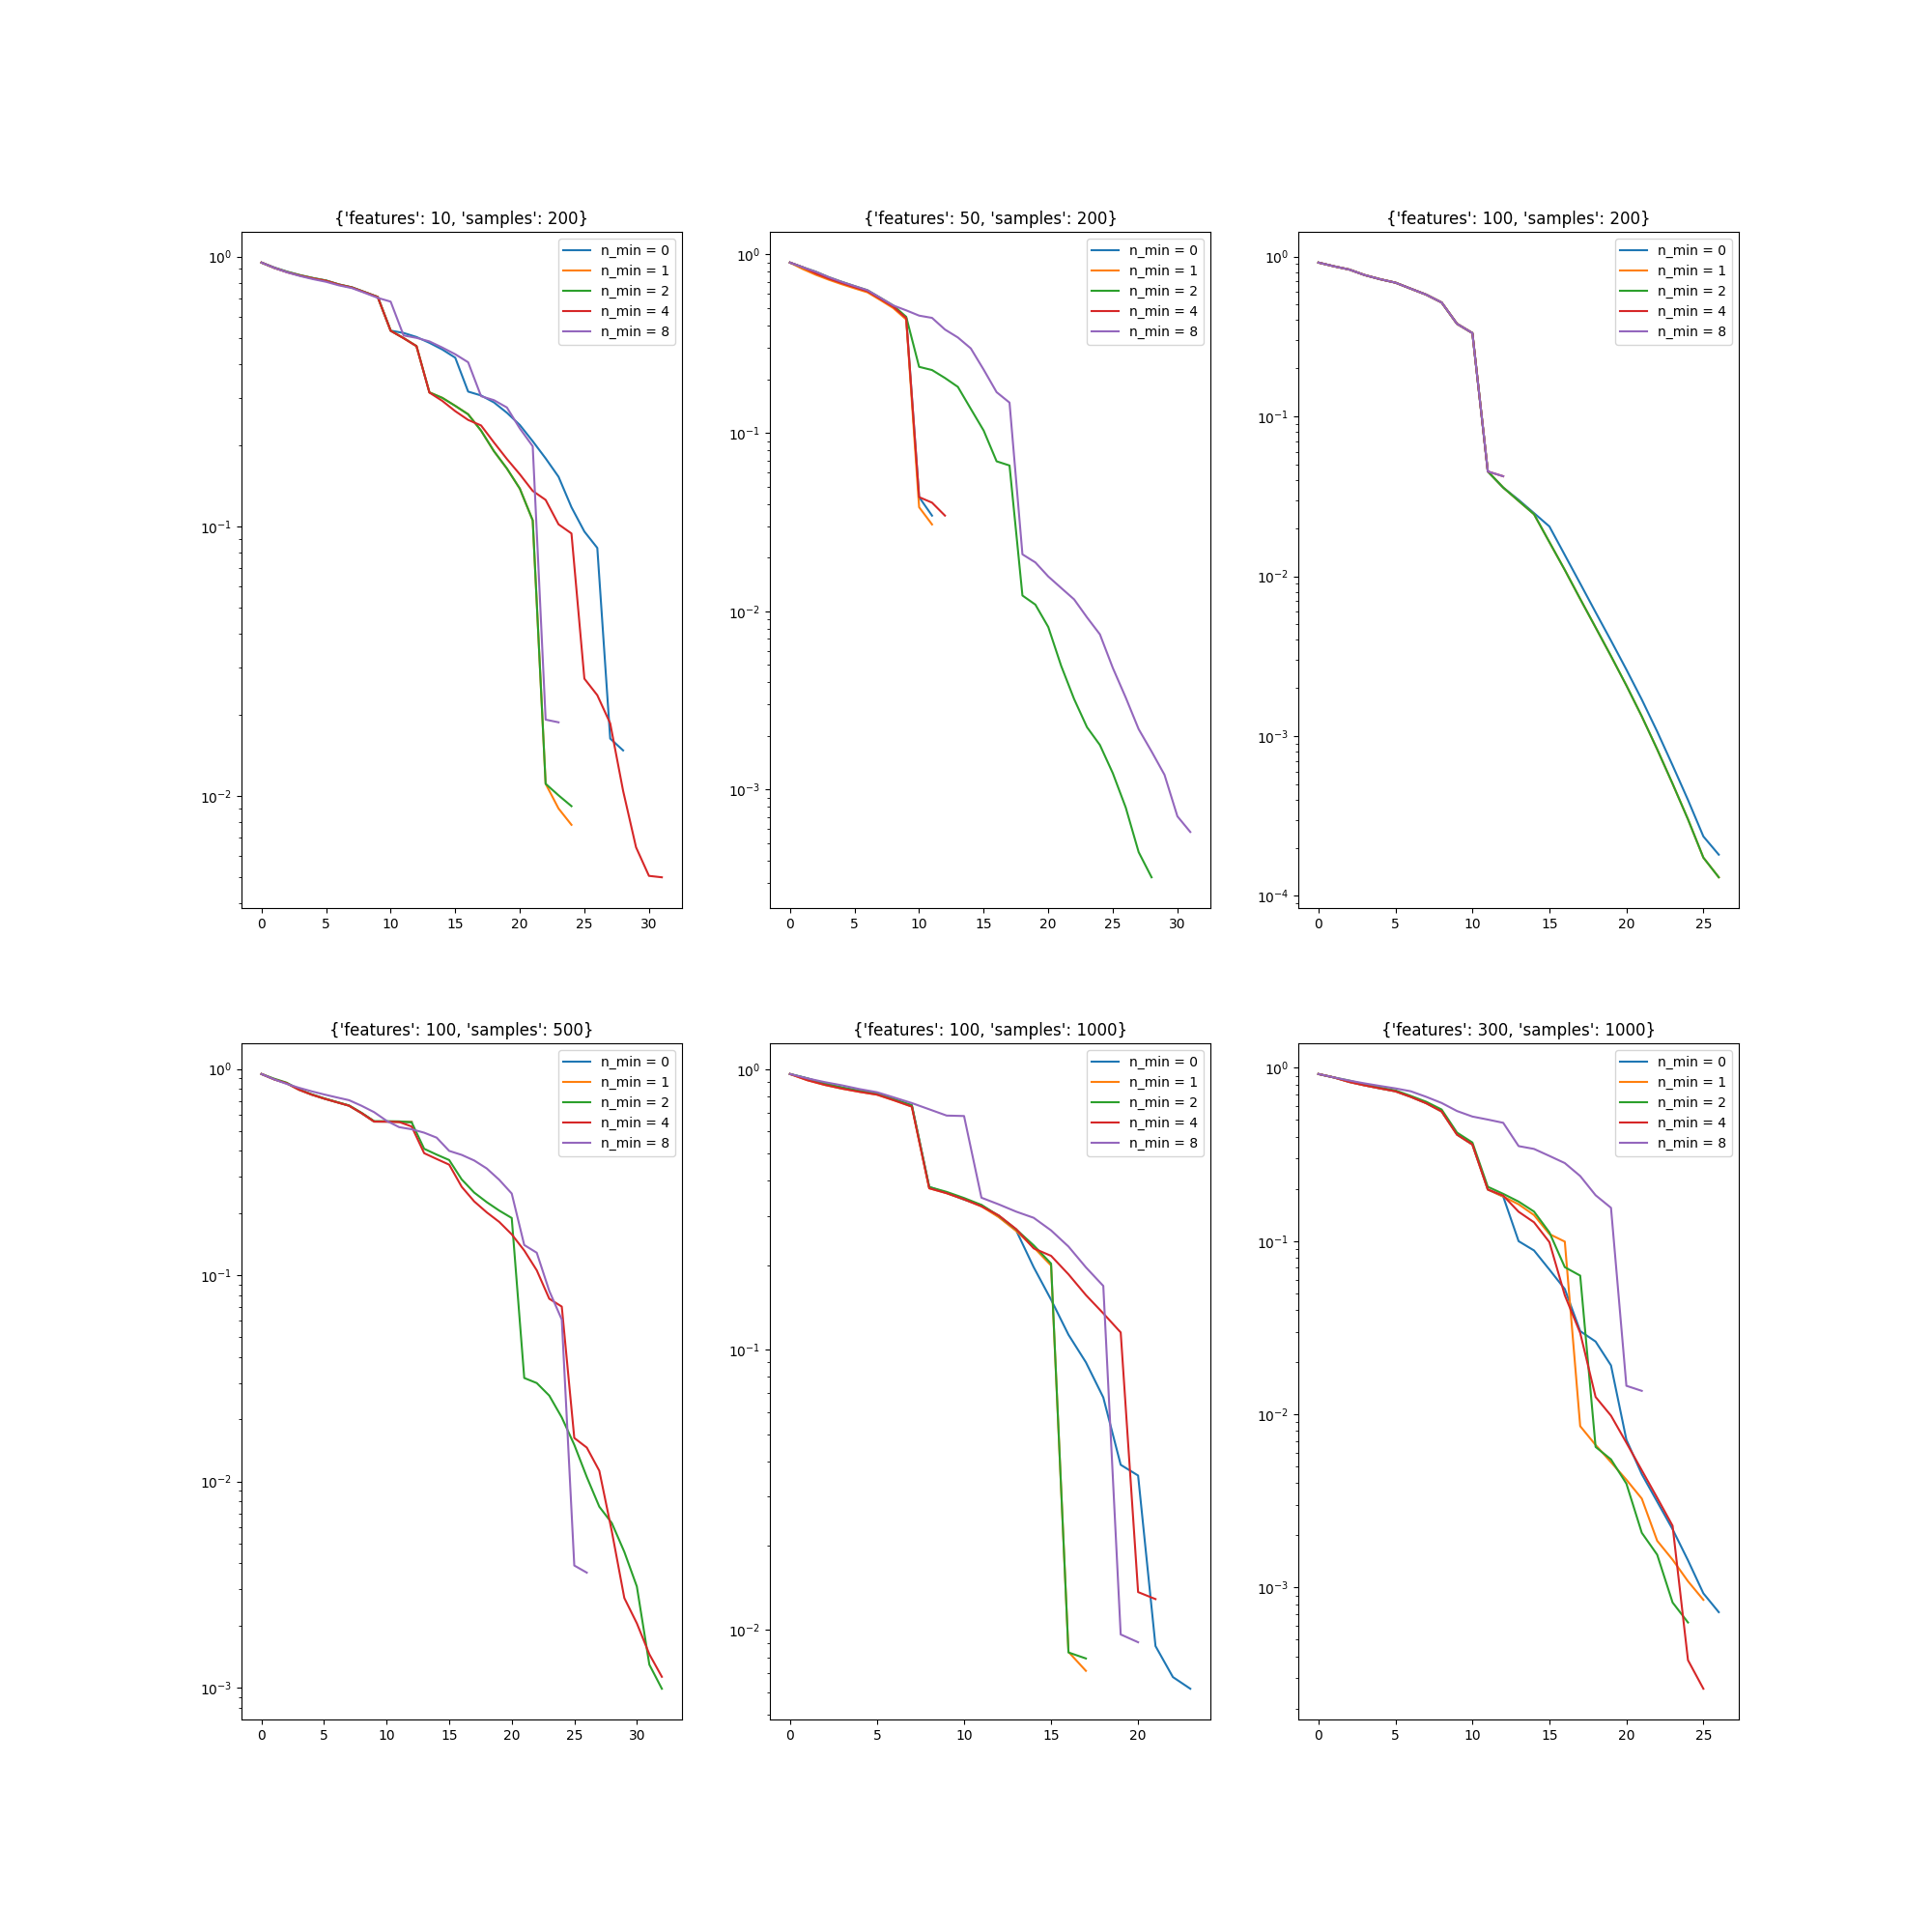 {'features': 10, 'samples': 200}
10^0
10^-1
10^-2
0 5 10 15 20 25 30
n_min = 0
n_min = 1
n_min = 2
n_min = 4
n_min = 8
{'features': 50, 'samples': 200}
10^0
10^-1
10^-2
10^-3
0 5 10 15 20 25 30
n_min = 0
n_min = 1
n_min = 2
n_min = 4
n_min = 8
{'features': 100, 'samples': 200}
10^0
10^-1
10^-2
10^-3
10^-4
0 5 10 15 20 25
n_min = 0
n_min = 1
n_min = 2
n_min = 4
n_min = 8
{'features': 100, 'samples': 500}
10^0
10^-1
10^-2
10^-3
0 5 10 15 20 25 30
n_min = 0
n_min = 1
n_min = 2
n_min = 4
n_min = 8
{'features': 100, 'samples': 1000}
10^0
10^-1
10^-2
0 5 10 15 20
n_min = 0
n_min = 1
n_min = 2
n_min = 4
n_min = 8
{'features': 300, 'samples': 1000}
10^0
10^-1
10^-2
10^-3
0 5 10 15 20 25
n_min = 0
n_min = 1
n_min = 2
n_min = 4
n_min = 8